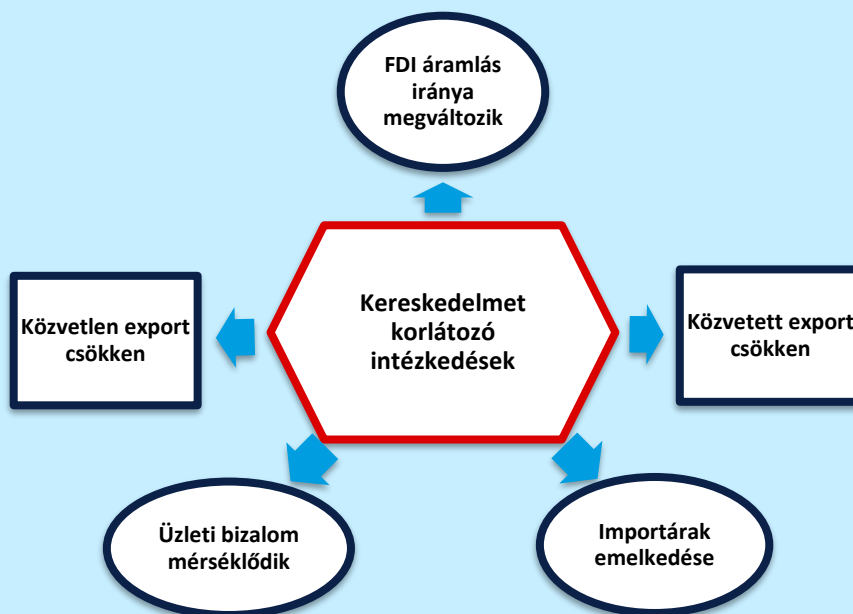 FDI áramlás
iránya
megváltozik
Kereskedelmet
korlátozó
intézkedések
Közvetlen export
csökken
Közvetett export
csökken
Üzleti bizalom
mérséklődik
Importárak
emelkedése